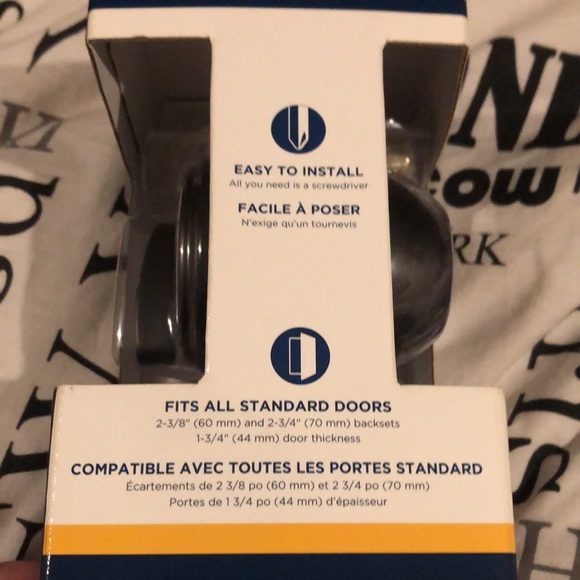 EASY TO INSTALL
All you need is a screwdriver
FACILE À POSER
N'exige qu'un tournevis
FITS ALL STANDARD DOORS
2-3/8" (60 mm) and 2-3/4" (70 mm) backsets
1-3/4" (44 mm) door thickness
COMPATIBLE AVEC TOUTES LES PORTES STANDARD
Écartements de 2 3/8 po (60 mm) et 2 3/4 po (70 mm)
Portes de 1 3/4 po (44 mm) d'épaisseur